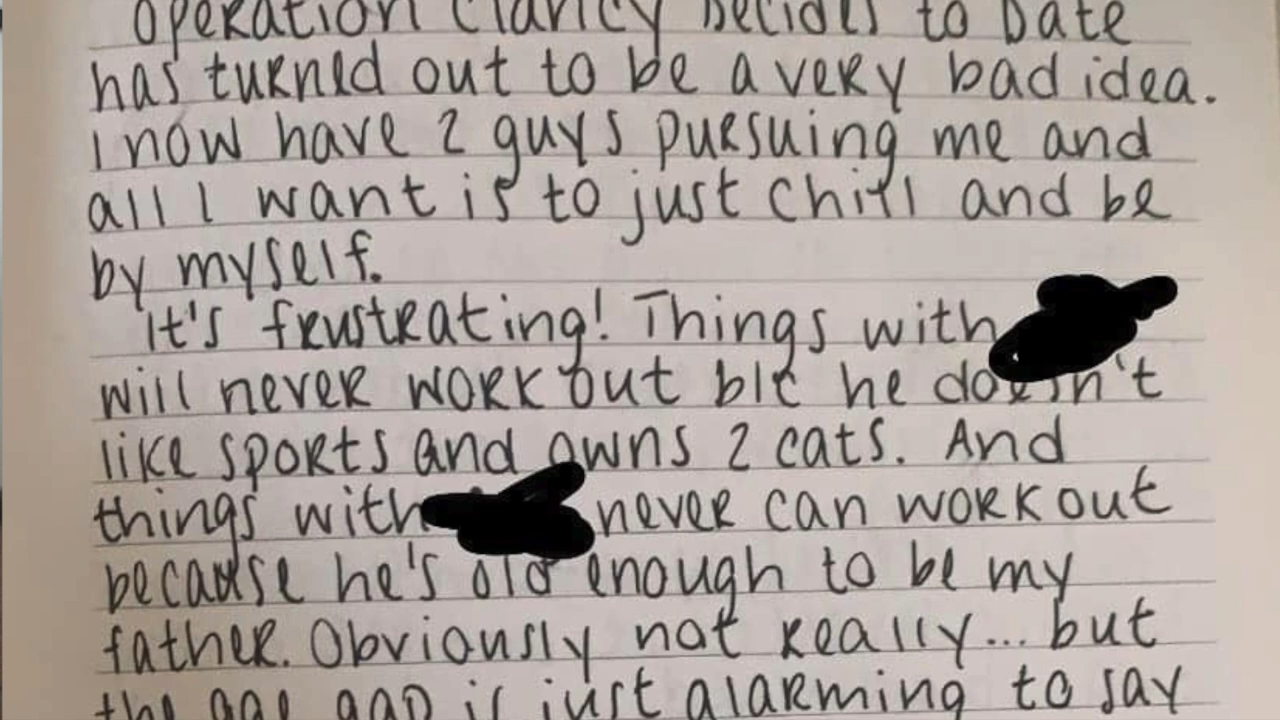 Operation Clancy Decides to Date
has turned out to be a very bad idea.
I now have 2 guys pursuing me and
all I want is to just chill and be
by myself.
It's frustrating! Things with
will never work out b/c he doesn't
like sports and owns 2 cats. And
things with never can work out
because he's old enough to be my
father. Obviously not really... but
the age gap is just alarming to say